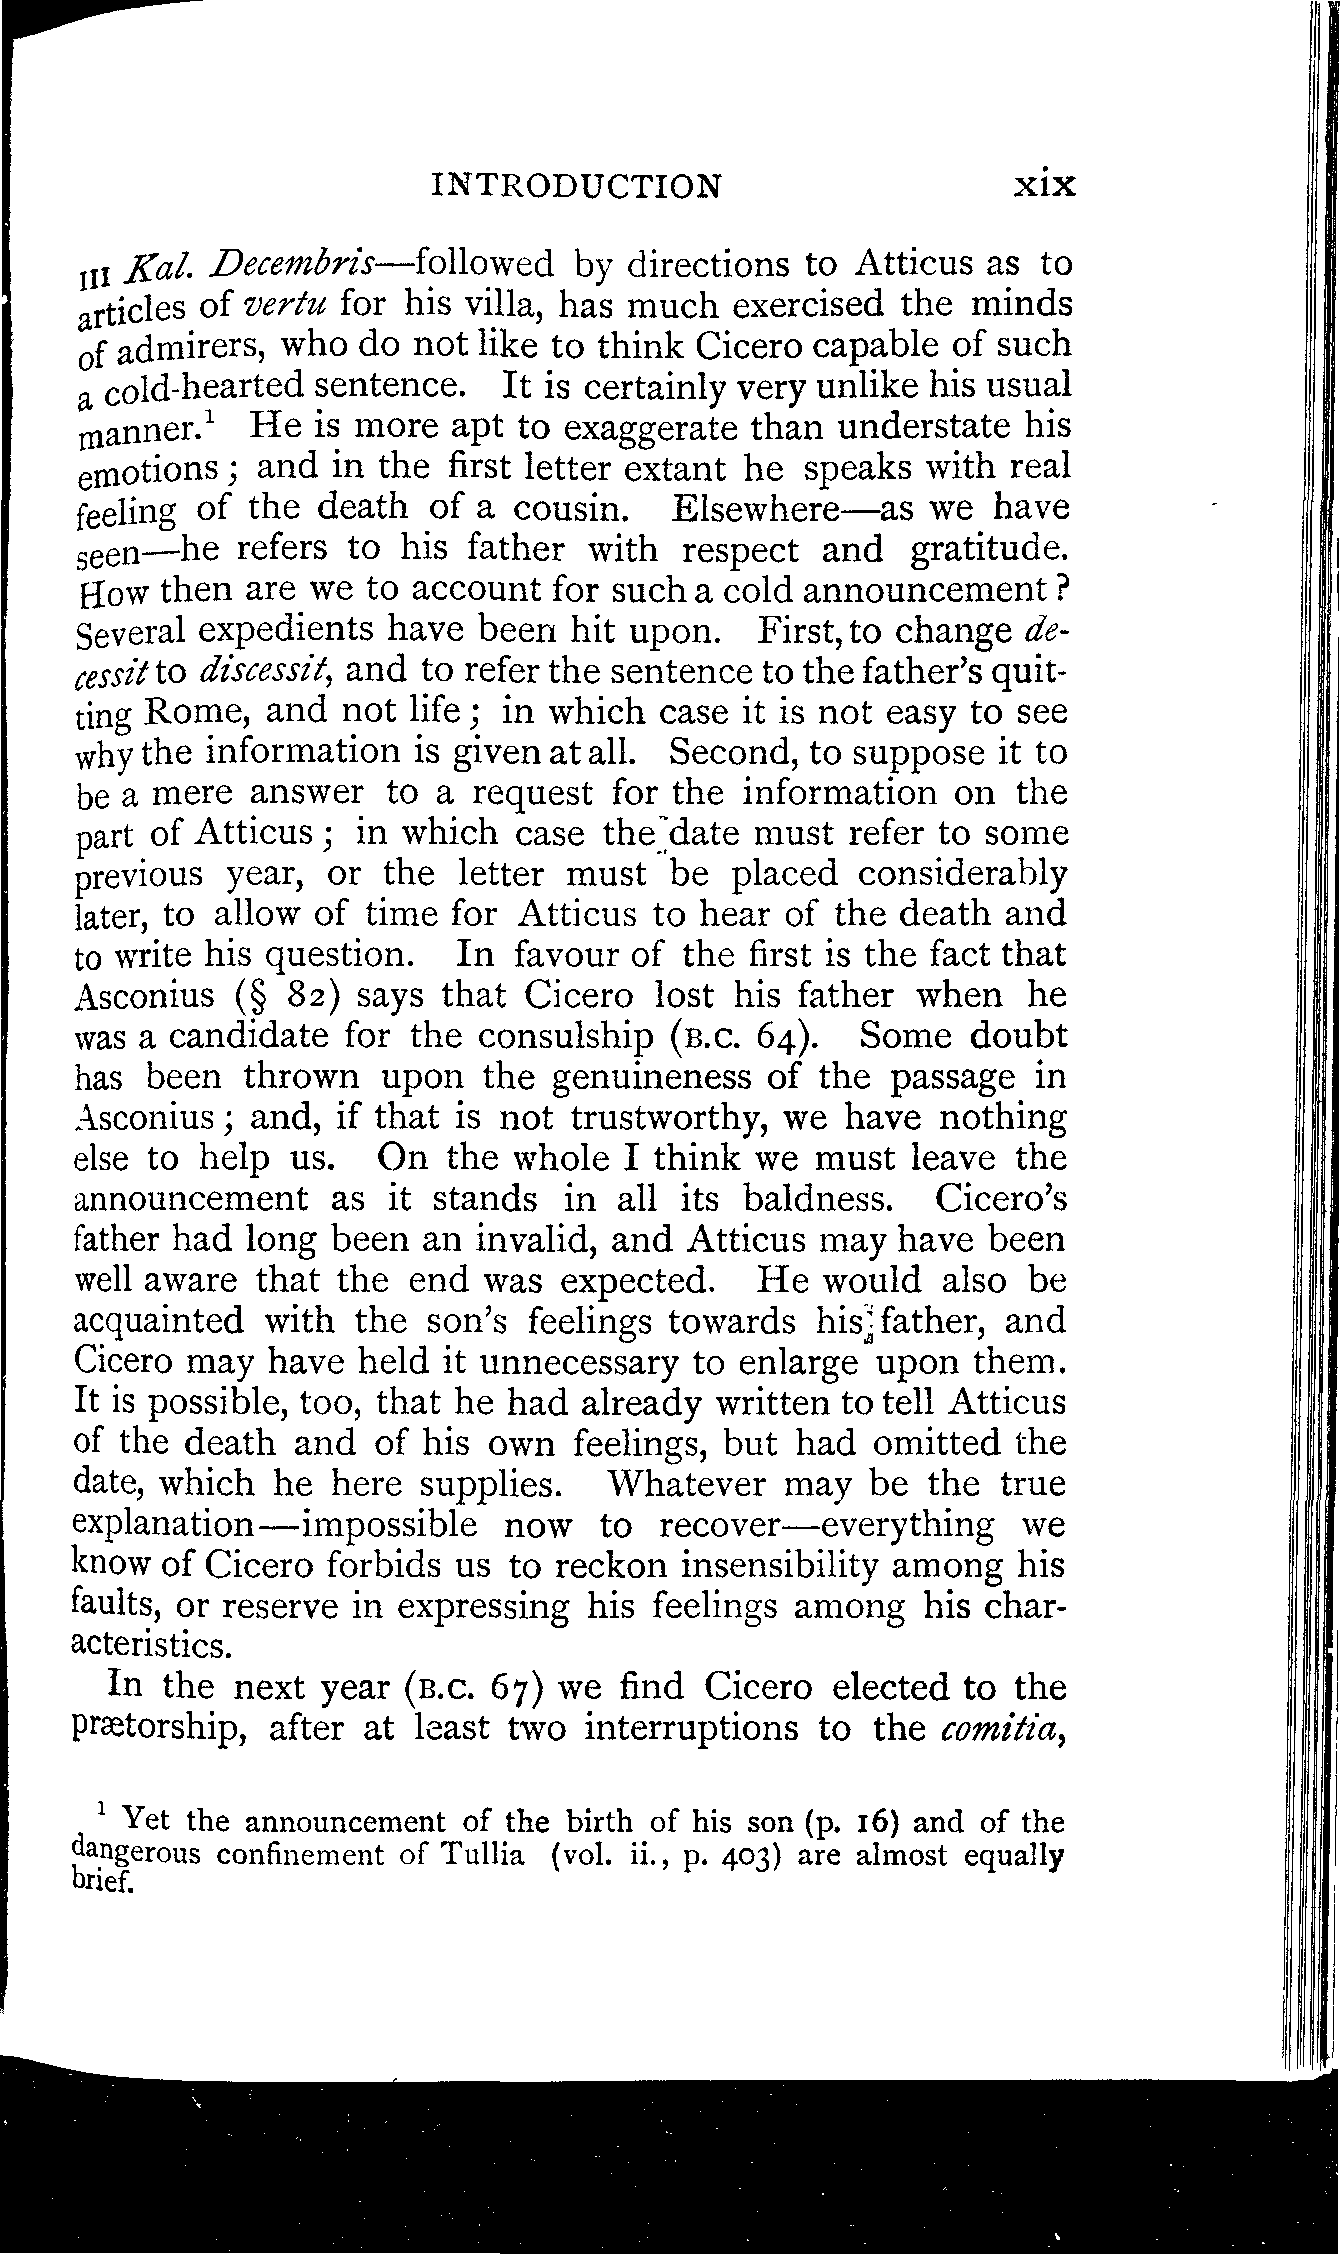 INTRODUCTION xix
III Kal. Decembris—followed by directions to Atticus as to
articles of vertu for his villa, has much exercised the minds
of admirers, who do not like to think Cicero capable of such
a cold-hearted sentence. It is certainly very unlike his usual
manner.¹ He is more apt to exaggerate than understate his
emotions; and in the first letter extant he speaks with real
feeling of the death of a cousin. Elsewhere—as we have
seen—he refers to his father with respect and gratitude.
How then are we to account for such a cold announcement?
Several expedients have been hit upon. First, to change de-
cessit to discessit, and to refer the sentence to the father's quit-
ting Rome, and not life; in which case it is not easy to see
why the information is given at all. Second, to suppose it to
be a mere answer to a request for the information on the
part of Atticus; in which case the date must refer to some
previous year, or the letter must be placed considerably
later, to allow of time for Atticus to hear of the death and
to write his question. In favour of the first is the fact that
Asconius (§ 82) says that Cicero lost his father when he
was a candidate for the consulship (B.C. 64). Some doubt
has been thrown upon the genuineness of the passage in
Asconius; and, if that is not trustworthy, we have nothing
else to help us. On the whole I think we must leave the
announcement as it stands in all its baldness. Cicero's
father had long been an invalid, and Atticus may have been
well aware that the end was expected. He would also be
acquainted with the son's feelings towards his father, and
Cicero may have held it unnecessary to enlarge upon them.
It is possible, too, that he had already written to tell Atticus
of the death and of his own feelings, but had omitted the
date, which he here supplies. Whatever may be the true
explanation—impossible now to recover—everything we
know of Cicero forbids us to reckon insensibility among his
faults, or reserve in expressing his feelings among his char-
acteristics.
In the next year (B.C. 67) we find Cicero elected to the
prætorship, after at least two interruptions to the comitia,
¹ Yet the announcement of the birth of his son (p. 16) and of the
dangerous confinement of Tullia (vol. ii., p. 403) are almost equally
brief.